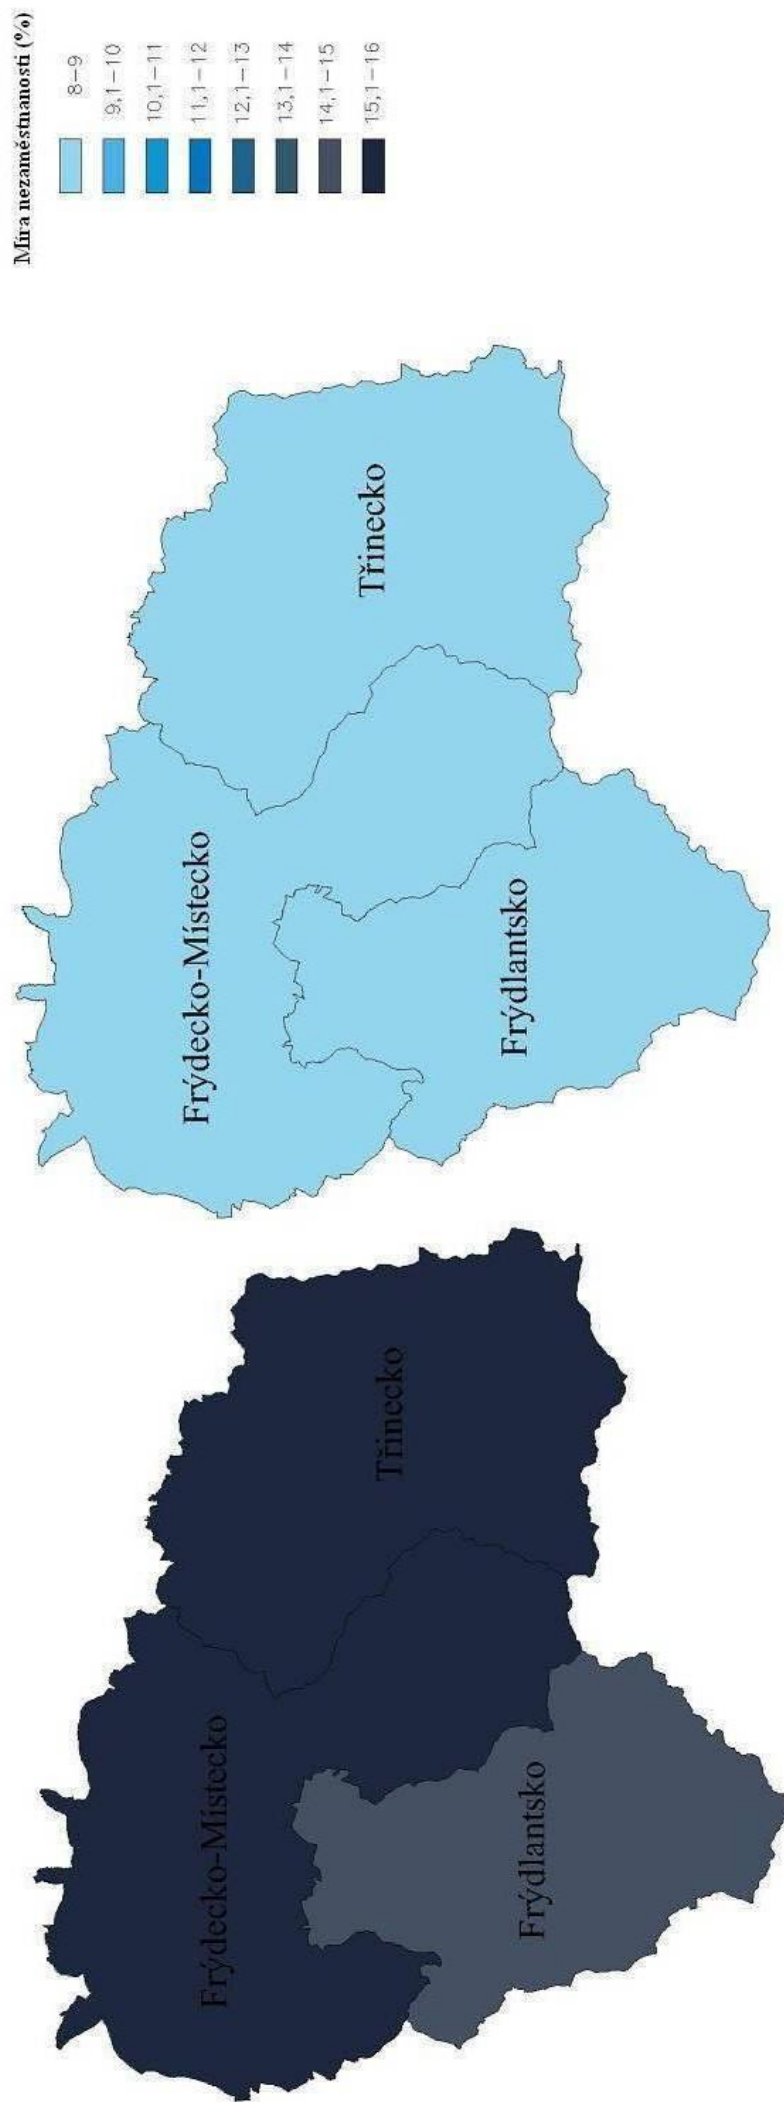 Míra nezaměstnanosti (%)
8–9
9,1–10
10,1–11
11,1–12
12,1–13
13,1–14
14,1–15
15,1–16
Frýdecko-Místecko
Třinecko
Frýdlantsko
Frýdecko-Místecko
Třinecko
Frýdlantsko